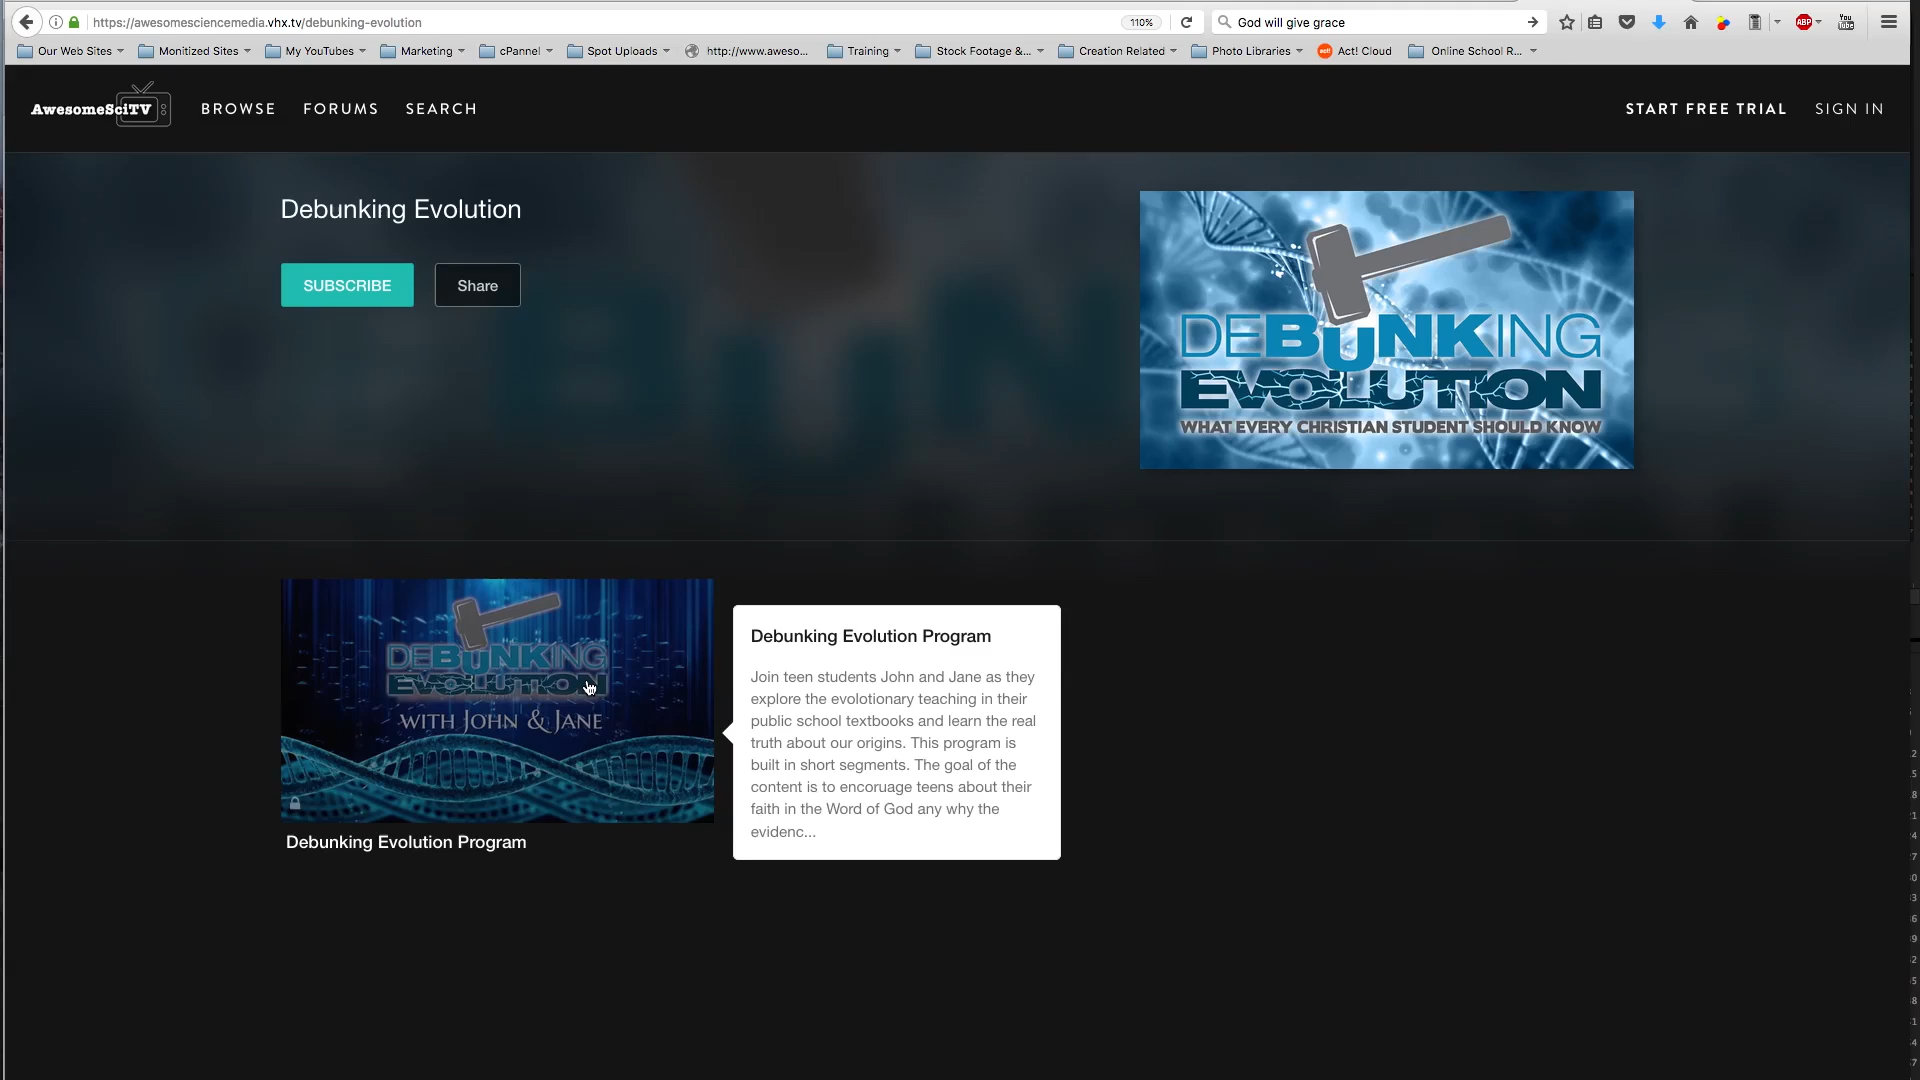 https://awesomesciencemedia.vhx.tv/debunking-evolution
110%
God will give grace
ABP
You Tube
Our Web Sites
Monitized Sites
My YouTubes
Marketing
cPannel
Spot Uploads
http://www.aweso...
Training
Stock Footage &...
Creation Related
Photo Libraries
act!
Act! Cloud
Online School R...
AwesomeSciTV
BROWSE
FORUMS
SEARCH
START FREE TRIAL
SIGN IN
Debunking Evolution
SUBSCRIBE
Share
DEBUNKING
EVOLUTION
WHAT EVERY CHRISTIAN STUDENT SHOULD KNOW
DEBUNKING
EVOLUTION
WITH JOHN & JANE
Debunking Evolution Program
Debunking Evolution Program
Join teen students John and Jane as they
explore the evolotionary teaching in their
public school textbooks and learn the real
truth about our origins. This program is
built in short segments. The goal of the
content is to encoruage teens about their
faith in the Word of God any why the
evidenc...